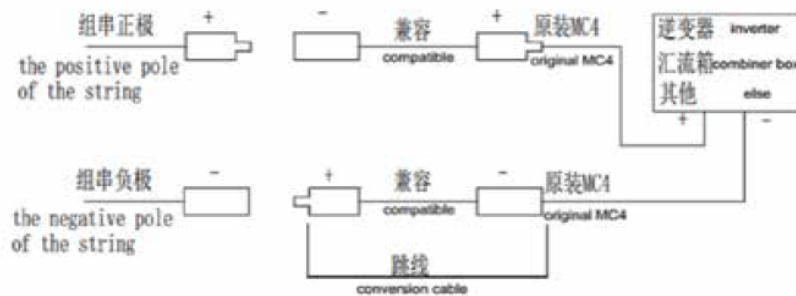 组串正极 + - 兼容 + 原装MC4 逆变器 inverter
the positive pole compatible original MC4 汇流箱combiner box
of the string 其他 else
+ -
组串负极 - + 兼容 - 原装MC4
the negative pole compatible original MC4
of the string
跳线
conversion cable